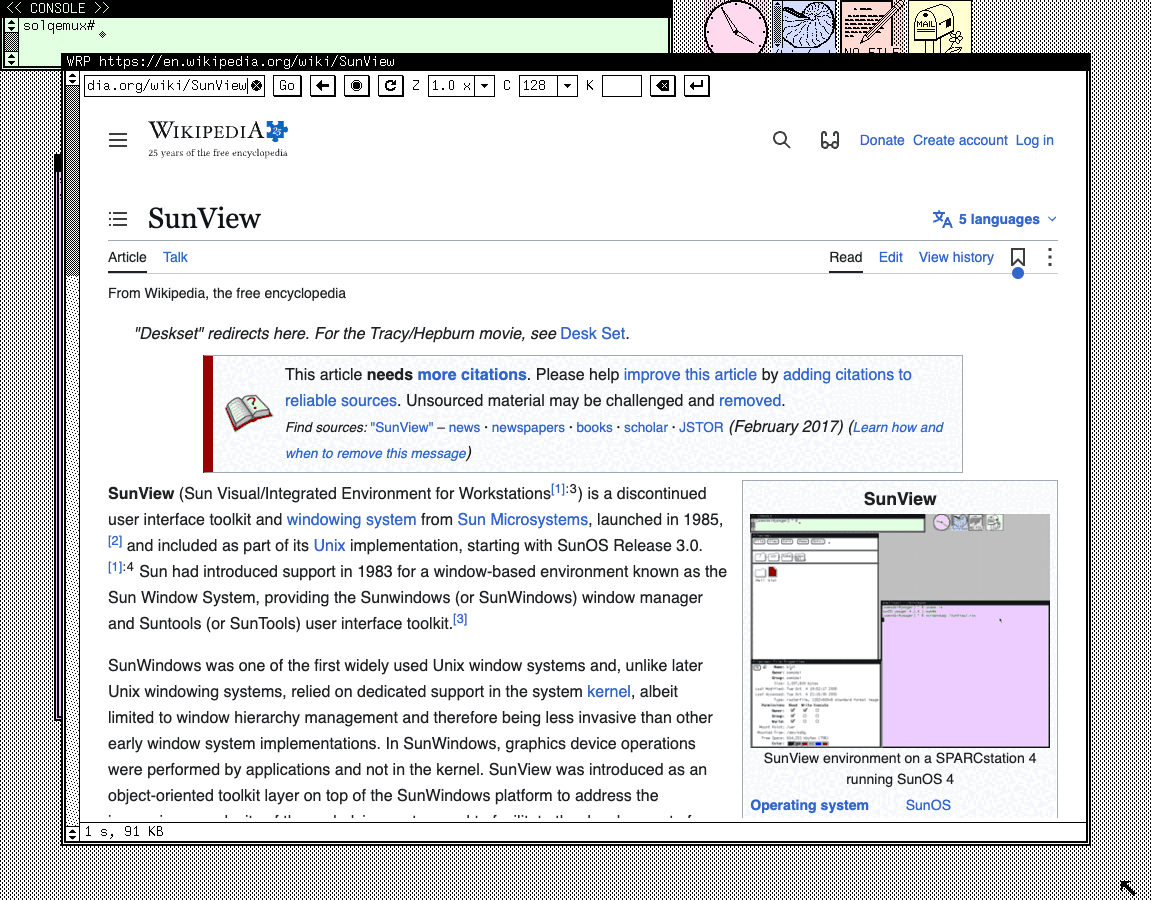 << CONSOLE >>
solqemux#
MAIL
NO FILE
WRP https://en.wikipedia.org/wiki/SunView
dia.org/wiki/SunView Go Z 1.0 x C 128 K
WIKIPEDIA 25
25 years of the free encyclopedia
Donate Create account Log in
SunView
5 languages
Article Talk Read Edit View history
From Wikipedia, the free encyclopedia
"Deskset" redirects here. For the Tracy/Hepburn movie, see Desk Set.
This article needs more citations. Please help improve this article by adding citations to
reliable sources. Unsourced material may be challenged and removed.
Find sources: "SunView" – news · newspapers · books · scholar · JSTOR (February 2017) (Learn how and
when to remove this message)
SunView (Sun Visual/Integrated Environment for Workstations[1]:3) is a discontinued
user interface toolkit and windowing system from Sun Microsystems, launched in 1985,
[2] and included as part of its Unix implementation, starting with SunOS Release 3.0.
[1]:4 Sun had introduced support in 1983 for a window-based environment known as the
Sun Window System, providing the Sunwindows (or SunWindows) window manager
and Suntools (or SunTools) user interface toolkit.[3]
SunWindows was one of the first widely used Unix window systems and, unlike later
Unix windowing systems, relied on dedicated support in the system kernel, albeit
limited to window hierarchy management and therefore being less invasive than other
early window system implementations. In SunWindows, graphics device operations
were performed by applications and not in the kernel. SunView was introduced as an
object-oriented toolkit layer on top of the SunWindows platform to address the
SunView
SunView environment on a SPARCstation 4
running SunOS 4
Operating system SunOS
1 s, 91 KB